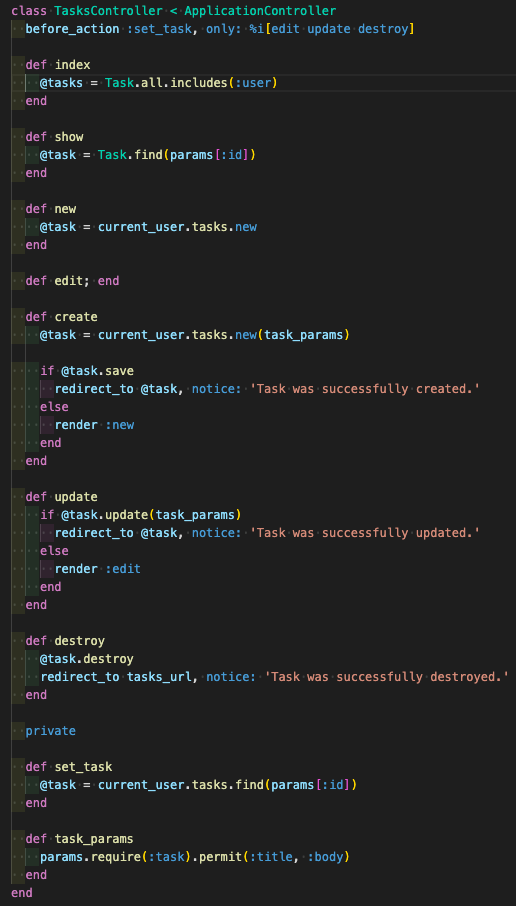 class TasksController < ApplicationController
  before_action :set_task, only: %i[edit update destroy]

  def index
    @tasks = Task.all.includes(:user)
  end

  def show
    @task = Task.find(params[:id])
  end

  def new
    @task = current_user.tasks.new
  end

  def edit; end

  def create
    @task = current_user.tasks.new(task_params)

    if @task.save
      redirect_to @task, notice: 'Task was successfully created.'
    else
      render :new
    end
  end

  def update
    if @task.update(task_params)
      redirect_to @task, notice: 'Task was successfully updated.'
    else
      render :edit
    end
  end

  def destroy
    @task.destroy
    redirect_to tasks_url, notice: 'Task was successfully destroyed.'
  end

  private

  def set_task
    @task = current_user.tasks.find(params[:id])
  end

  def task_params
    params.require(:task).permit(:title, :body)
  end
end